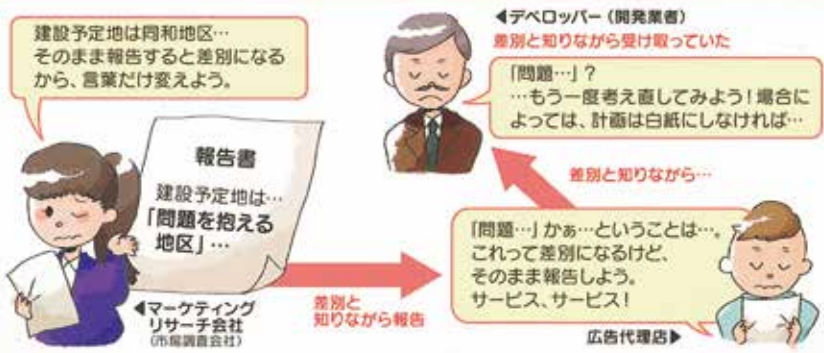 建設予定地は同和地区…
そのまま報告すると差別になる
から、言葉だけ変えよう。
報告書
建設予定地は…
「問題を抱える
地区」…
◀マーケティング
リサーチ会社
(市場調査会社)
差別と
知りながら報告
「問題…」かぁ…ということは…。
これって差別になるけど、
そのまま報告しよう。
サービス、サービス！
広告代理店▶
差別と知りながら…
◀デベロッパー（開発業者）
差別と知りながら受け取っていた
「問題…」？
…もう一度考え直してみよう！場合に
よっては、計画は白紙にしなければ…